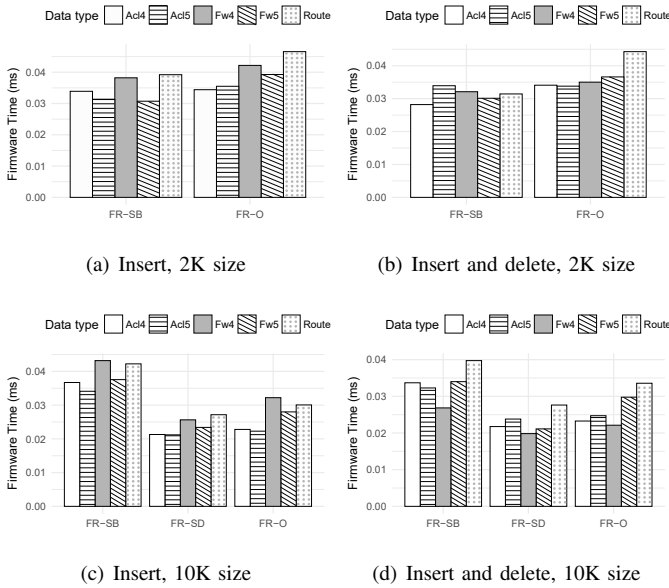 Data type Acl4 Acl5 Fw4 Fw5 Route
Firmware Time (ms)
0.04
0.03
0.02
0.01
0.00
FR−SB FR−O
(a) Insert, 2K size
Data type Acl4 Acl5 Fw4 Fw5 Route
Firmware Time (ms)
0.04
0.03
0.02
0.01
0.00
FR−SB FR−O
(b) Insert and delete, 2K size
Data type Acl4 Acl5 Fw4 Fw5 Route
Firmware Time (ms)
0.04
0.03
0.02
0.01
0.00
FR−SB FR−SD FR−O
(c) Insert, 10K size
Data type Acl4 Acl5 Fw4 Fw5 Route
Firmware Time (ms)
0.04
0.03
0.02
0.01
0.00
FR−SB FR−SD FR−O
(d) Insert and delete, 10K size